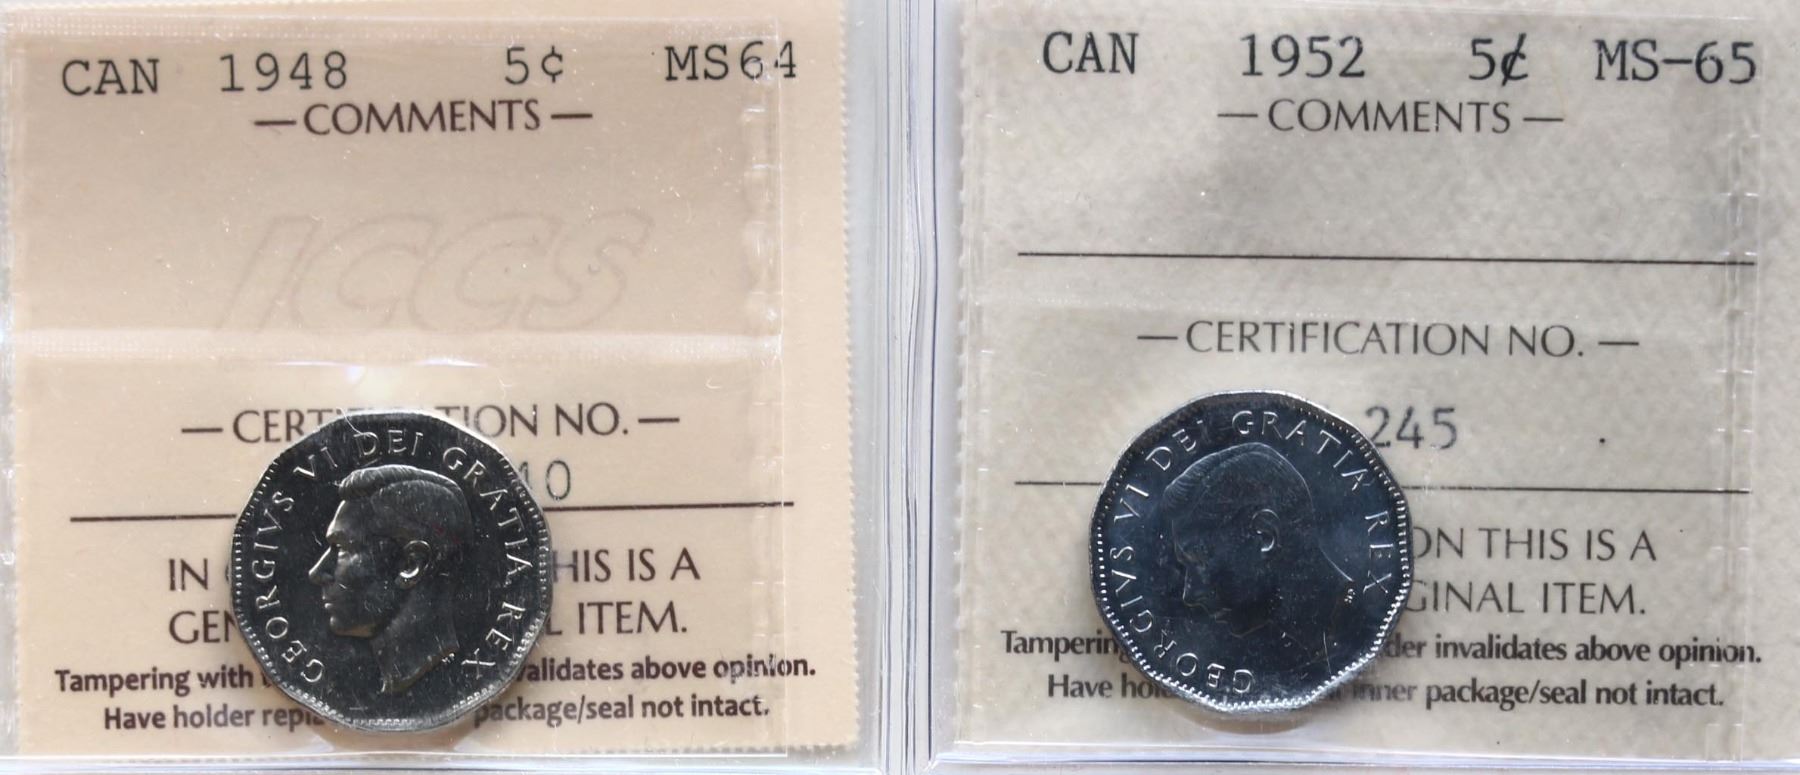 CAN 1948 5¢ MS64
—COMMENTS—
ICCS
—CERT ION NO.—
10
IN HIS IS A
GEN L ITEM.
Tampering with validates above opinion.
Have holder repl package/seal not intact.
GEORGIVS VI DEI GRATIA REX
CAN 1952 5¢ MS-65
—COMMENTS—
—CERTIFICATION NO.—
245
ON THIS IS A
GINAL ITEM.
Tampering der invalidates above opinion.
Have hol inner package/seal not intact.
GEORGIVS VI DEI GRATIA REX